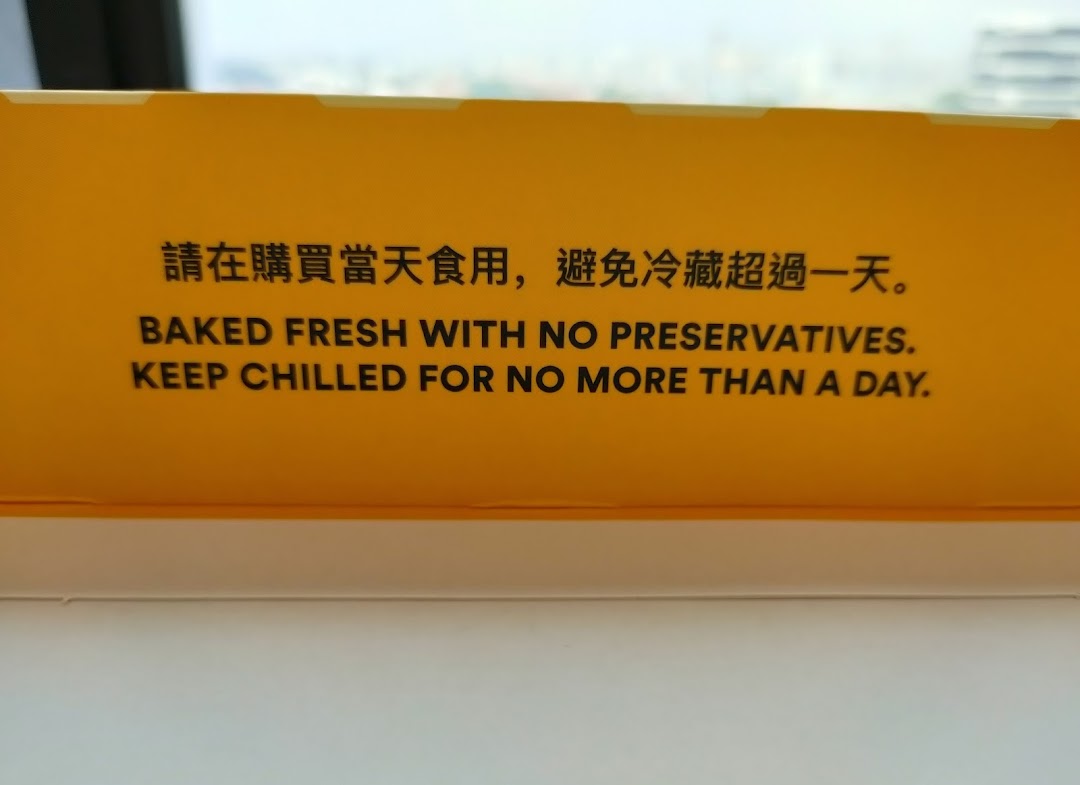 請在購買當天食用，避免冷藏超過一天。
BAKED FRESH WITH NO PRESERVATIVES.
KEEP CHILLED FOR NO MORE THAN A DAY.